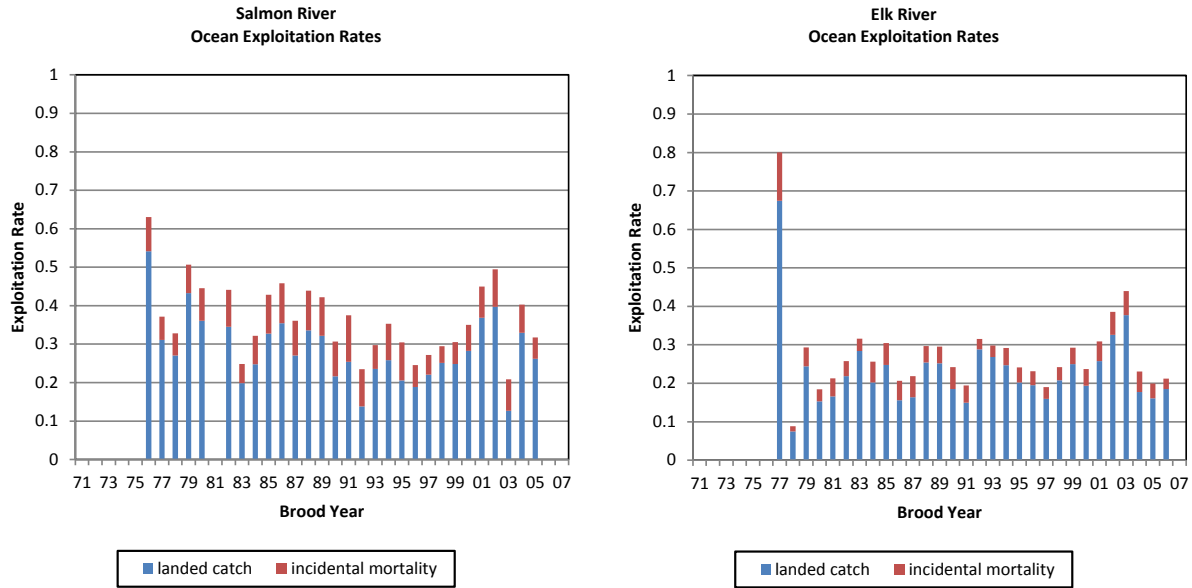 Salmon River
Ocean Exploitation Rates
1
0.9
0.8
0.7
0.6
0.5
0.4
0.3
0.2
0.1
0
Exploitation Rate
71 73 75 77 79 81 83 85 87 89 91 93 95 97 99 01 03 05 07
Brood Year
landed catch incidental mortality
Elk River
Ocean Exploitation Rates
1
0.9
0.8
0.7
0.6
0.5
0.4
0.3
0.2
0.1
0
Exploitation Rate
71 73 75 77 79 81 83 85 87 89 91 93 95 97 99 01 03 05 07
Brood Year
landed catch incidental mortality